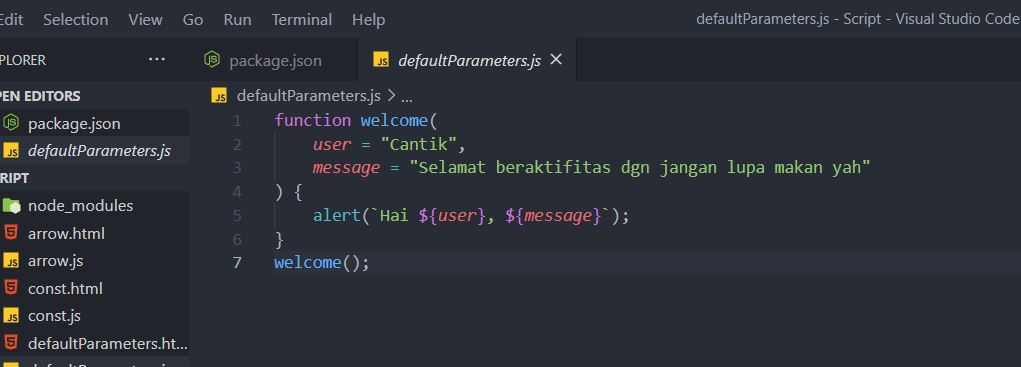 Edit Selection View Go Run Terminal Help defaultParameters.js - Script - Visual Studio Code
PLORER ··· package.json defaultParameters.js ×
PEN EDITORS
package.json
defaultParameters.js
RIPT
node_modules
arrow.html
arrow.js
const.html
const.js
defaultParameters.ht...
defaultParameters.js > ...
1 function welcome(
2 user = "Cantik",
3 message = "Selamat beraktifitas dgn jangan lupa makan yah"
4 ) {
5 alert(`Hai ${user}, ${message}`);
6 }
7 welcome();